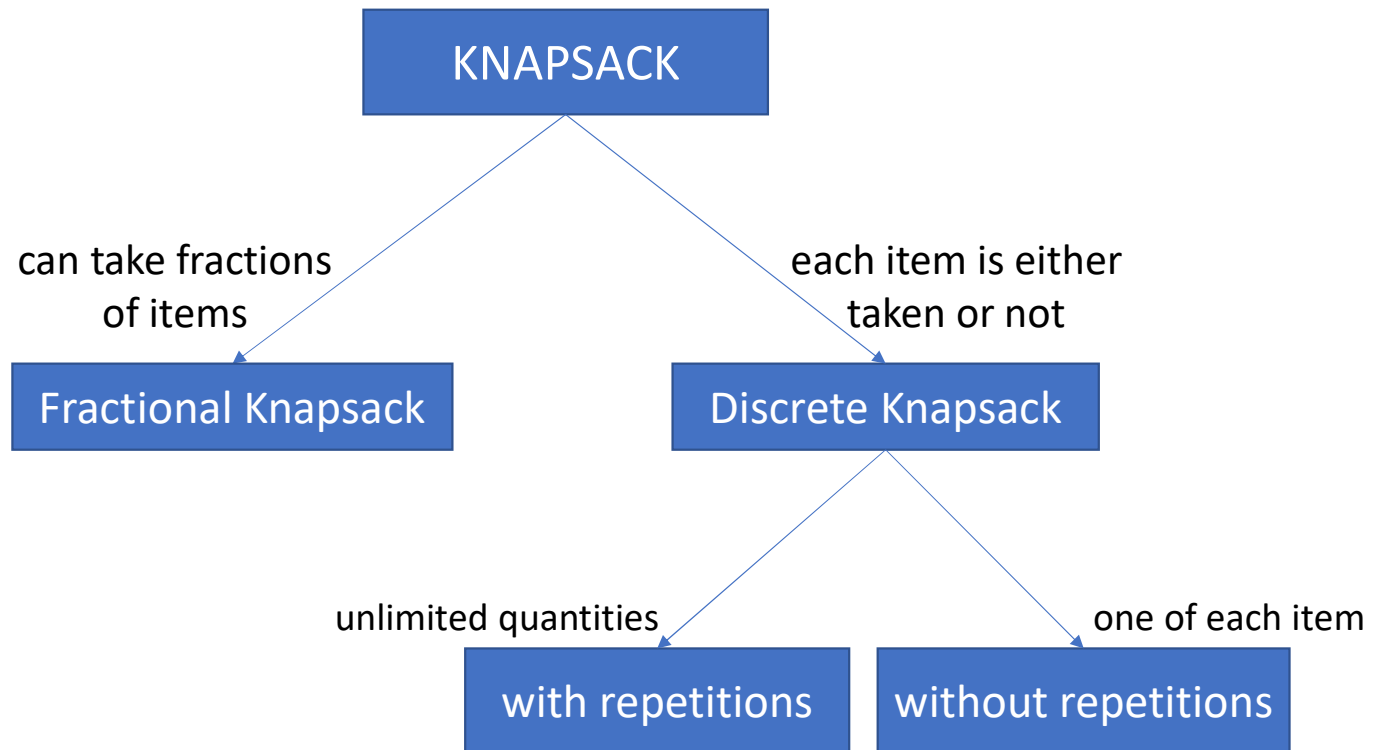 KNAPSACK
can take fractions
of items
each item is either
taken or not
Fractional Knapsack
Discrete Knapsack
unlimited quantities
one of each item
with repetitions
without repetitions